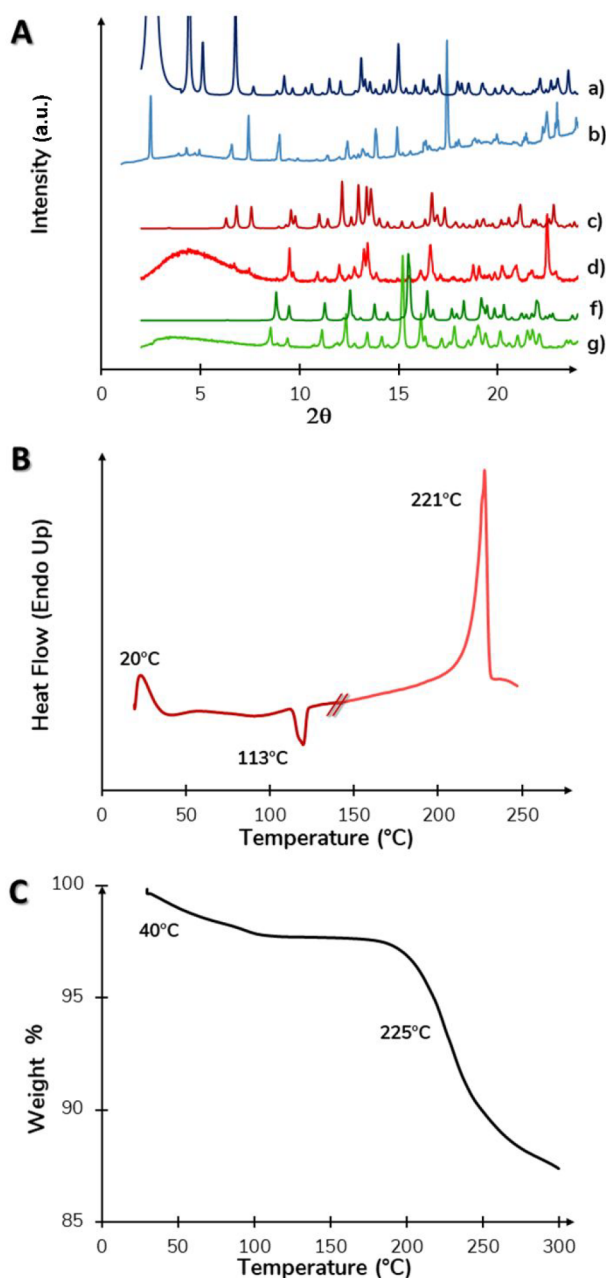 A
Intensity (a.u.)
a)
b)
c)
d)
f)
g)
0 5 10 15 20
2θ
B
Heat Flow (Endo Up)
221°C
20°C
113°C
0 50 100 150 200 250
Temperature (°C)
C
Weight %
100
95
90
85
40°C
225°C
0 50 100 150 200 250 300
Temperature (°C)